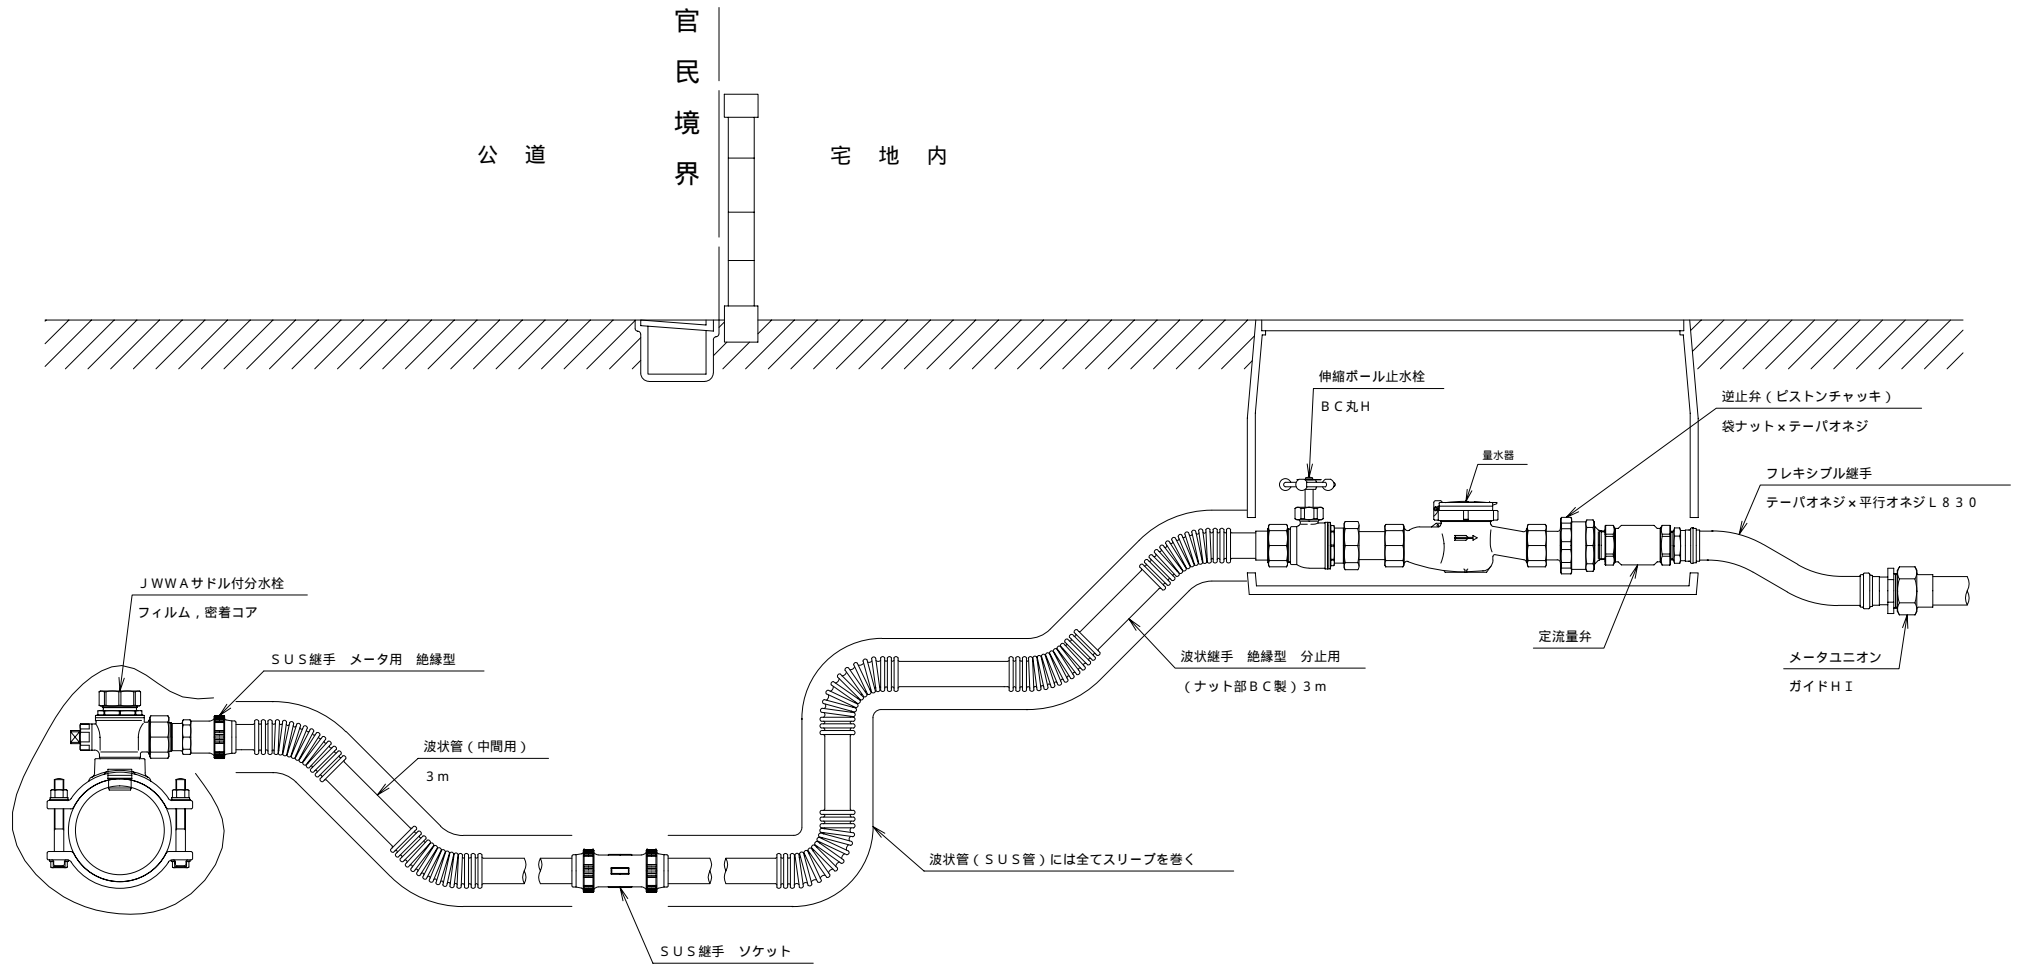 官民境界
公道
宅地内
伸縮ボール止水栓
ＢＣ丸Ｈ
逆止弁（ピストンチャッキ）
袋ナット×テーパオネジ
量水器
フレキシブル継手
テーパオネジ×平行オネジＬ８３０
ＪＷＷＡサドル付分水栓
フィルム，密着コア
定流量弁
ＳＵＳ継手　メータ用　絶縁型
波状継手　絶縁型　分止用
（ナット部ＢＣ製）３ｍ
メータユニオン
ガイドＨＩ
波状管（中間用）
３ｍ
波状管（ＳＵＳ管）には全てスリーブを巻く
ＳＵＳ継手　ソケット